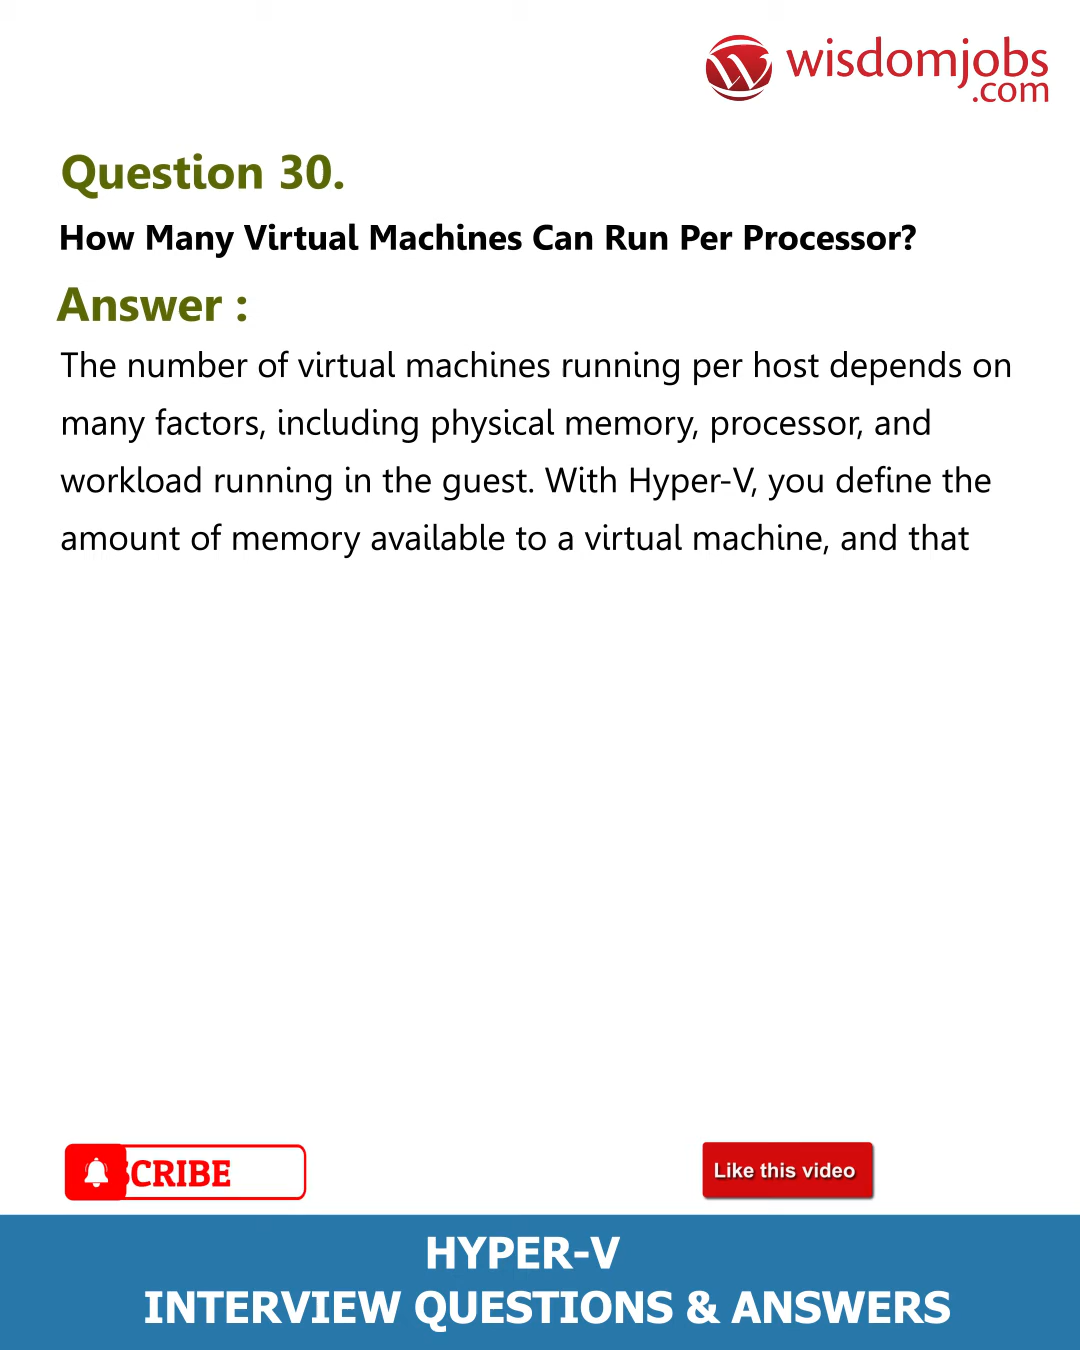 wisdomjobs
.com
Question 30.
How Many Virtual Machines Can Run Per Processor?
Answer :
The number of virtual machines running per host depends on
many factors, including physical memory, processor, and
workload running in the guest. With Hyper-V, you define the
amount of memory available to a virtual machine, and that
SCRIBE
Like this video
HYPER-V
INTERVIEW QUESTIONS & ANSWERS